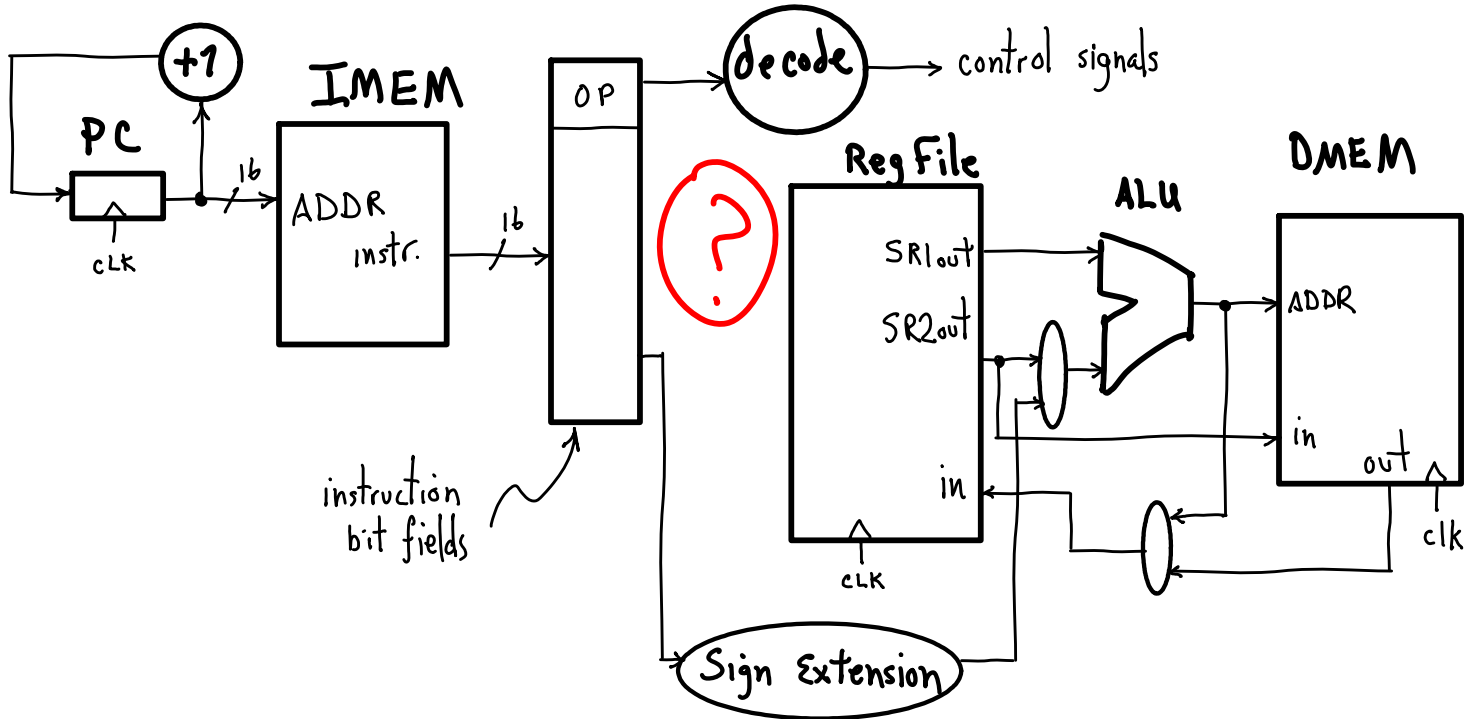 +1
PC
CLK
16
IMEM
ADDR
instr.
16
OP
instruction
bit fields
decode
control signals
?
Reg File
SR1out
SR2out
in
CLK
ALU
DMEM
ADDR
in
out
clk
Sign Extension